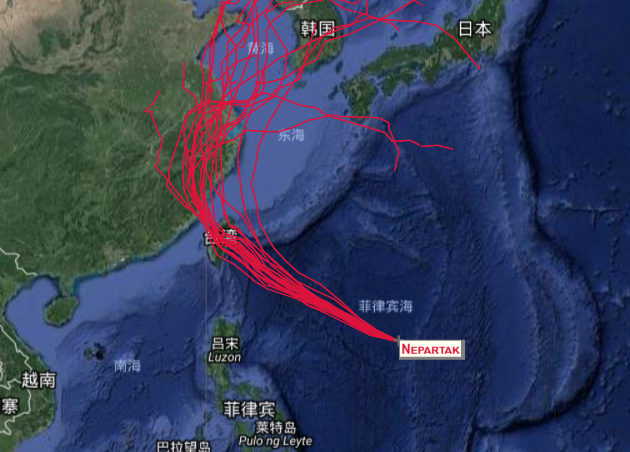 韩国
日本
黄海
东海
台湾
菲律宾海
NEPARTAK
吕宋
Luzon
南海
越南
寨
菲律宾
莱特岛
Pulo ng Leyte
巴拉望岛